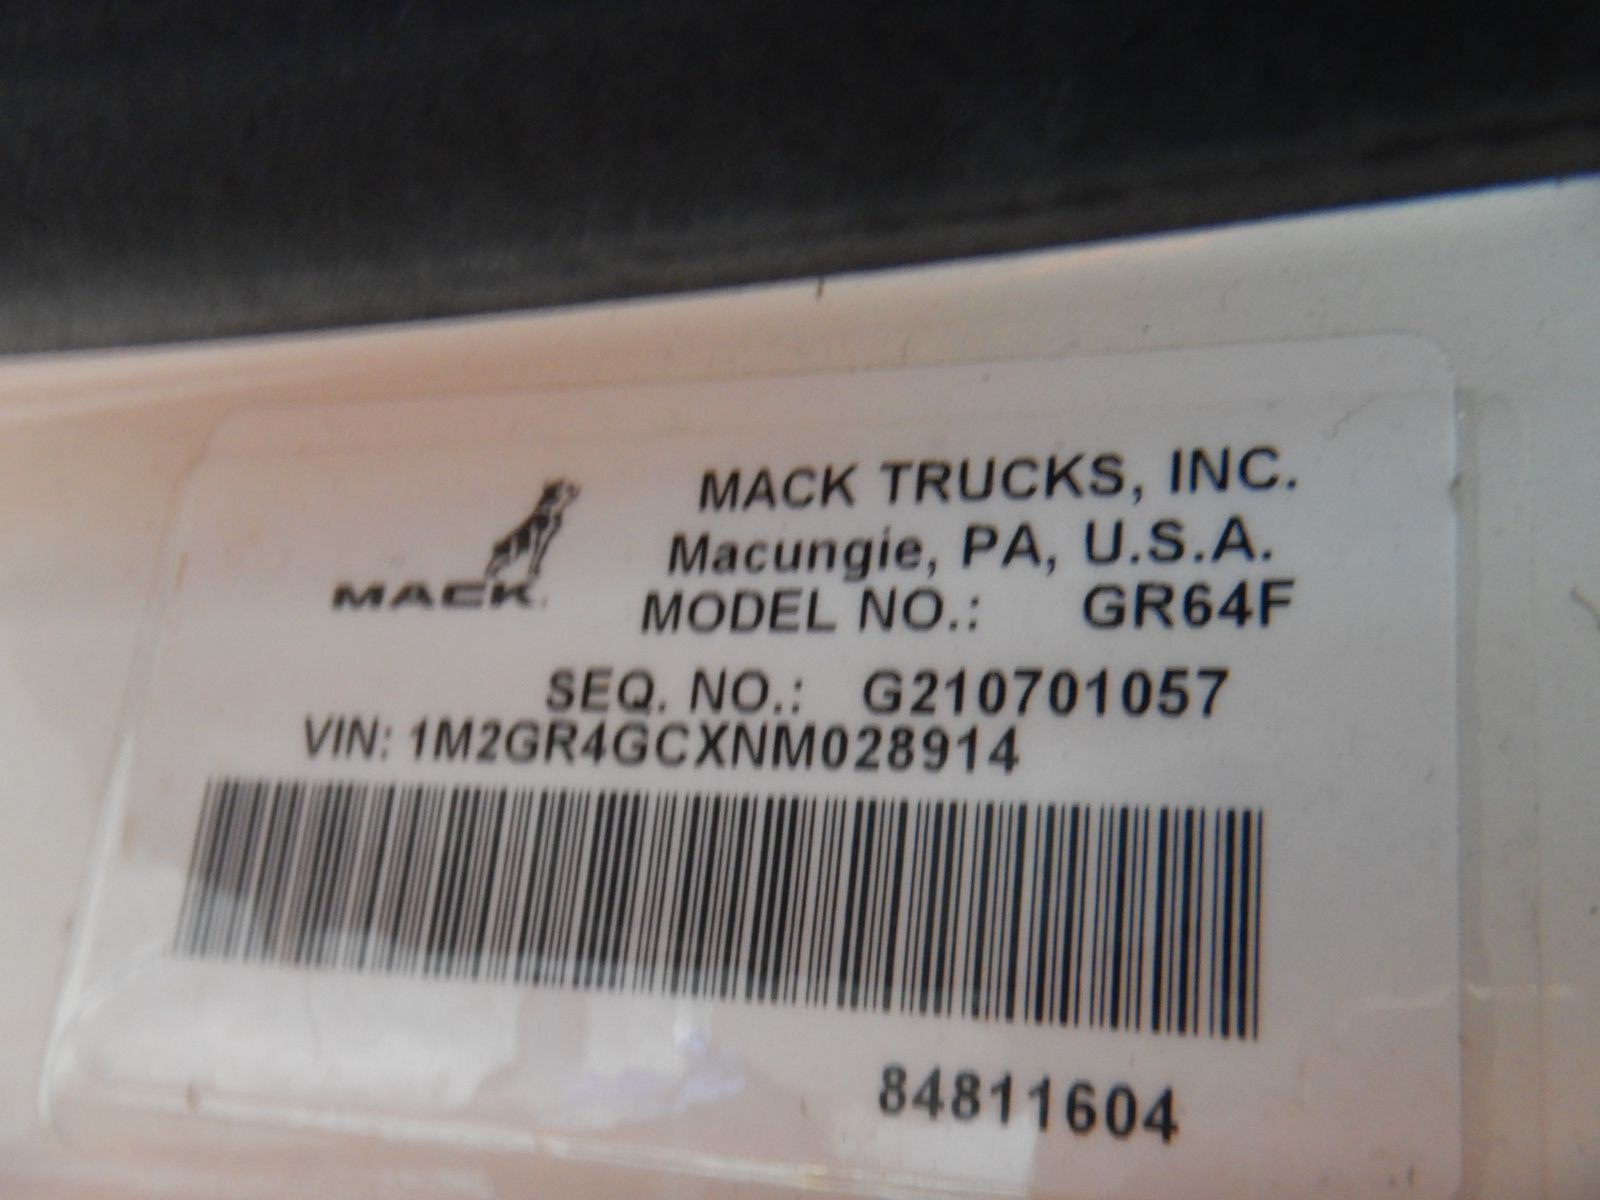 MACK TRUCKS, INC.
Macungie, PA, U.S.A.
MACK
MODEL NO.: GR64F
SEQ. NO.: G210701057
VIN: 1M2GR4GCXNM028914
84811604